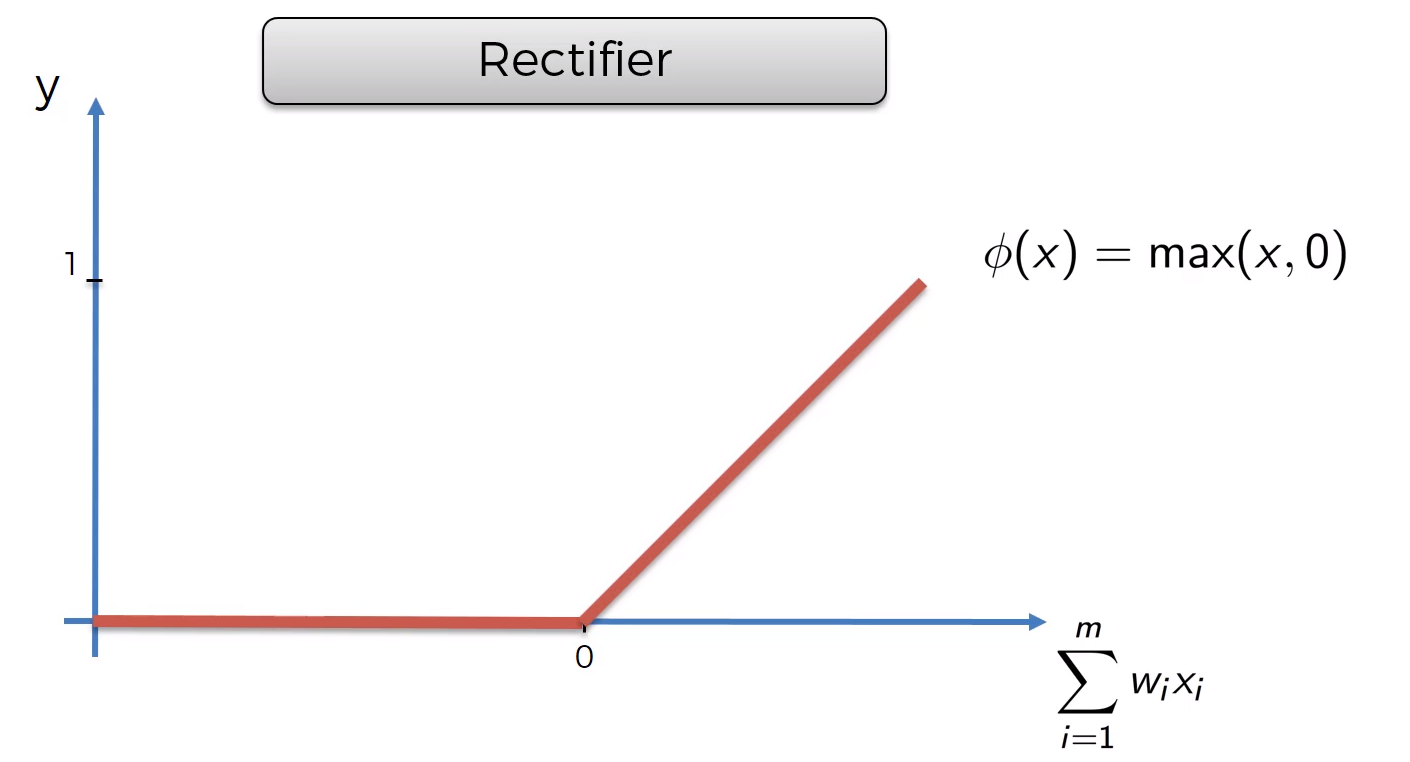 Rectifier
y
1
ϕ(x) = max(x, 0)
0
m
∑ wᵢxᵢ
i=1